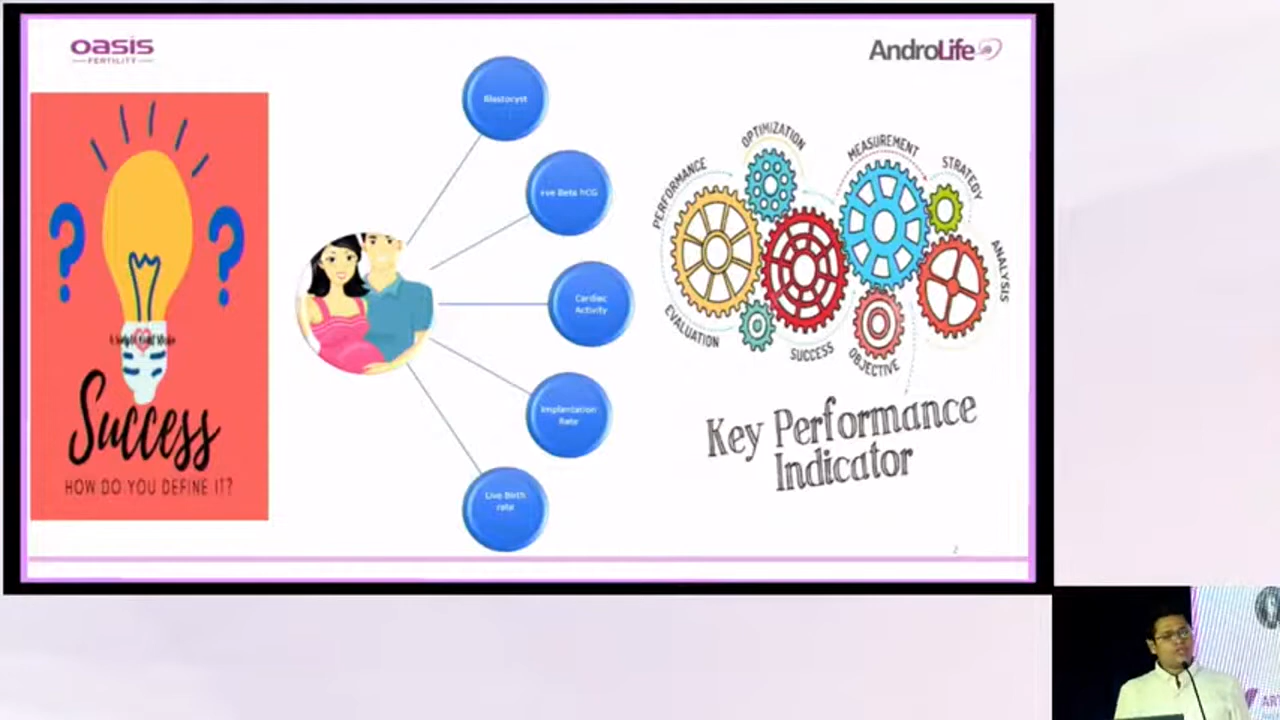 oasis
FERTILITY
AndroLife
Success
HOW DO YOU DEFINE IT?
Blastocyst
+ve Beta hCG
Cardiac
Activity
Implantation
Rate
Live Birth
rate
PERFORMANCE
OPTIMIZATION
MEASUREMENT
STRATEGY
ANALYSIS
EVALUATION
SUCCESS
OBJECTIVE
Key Performance
Indicator
2